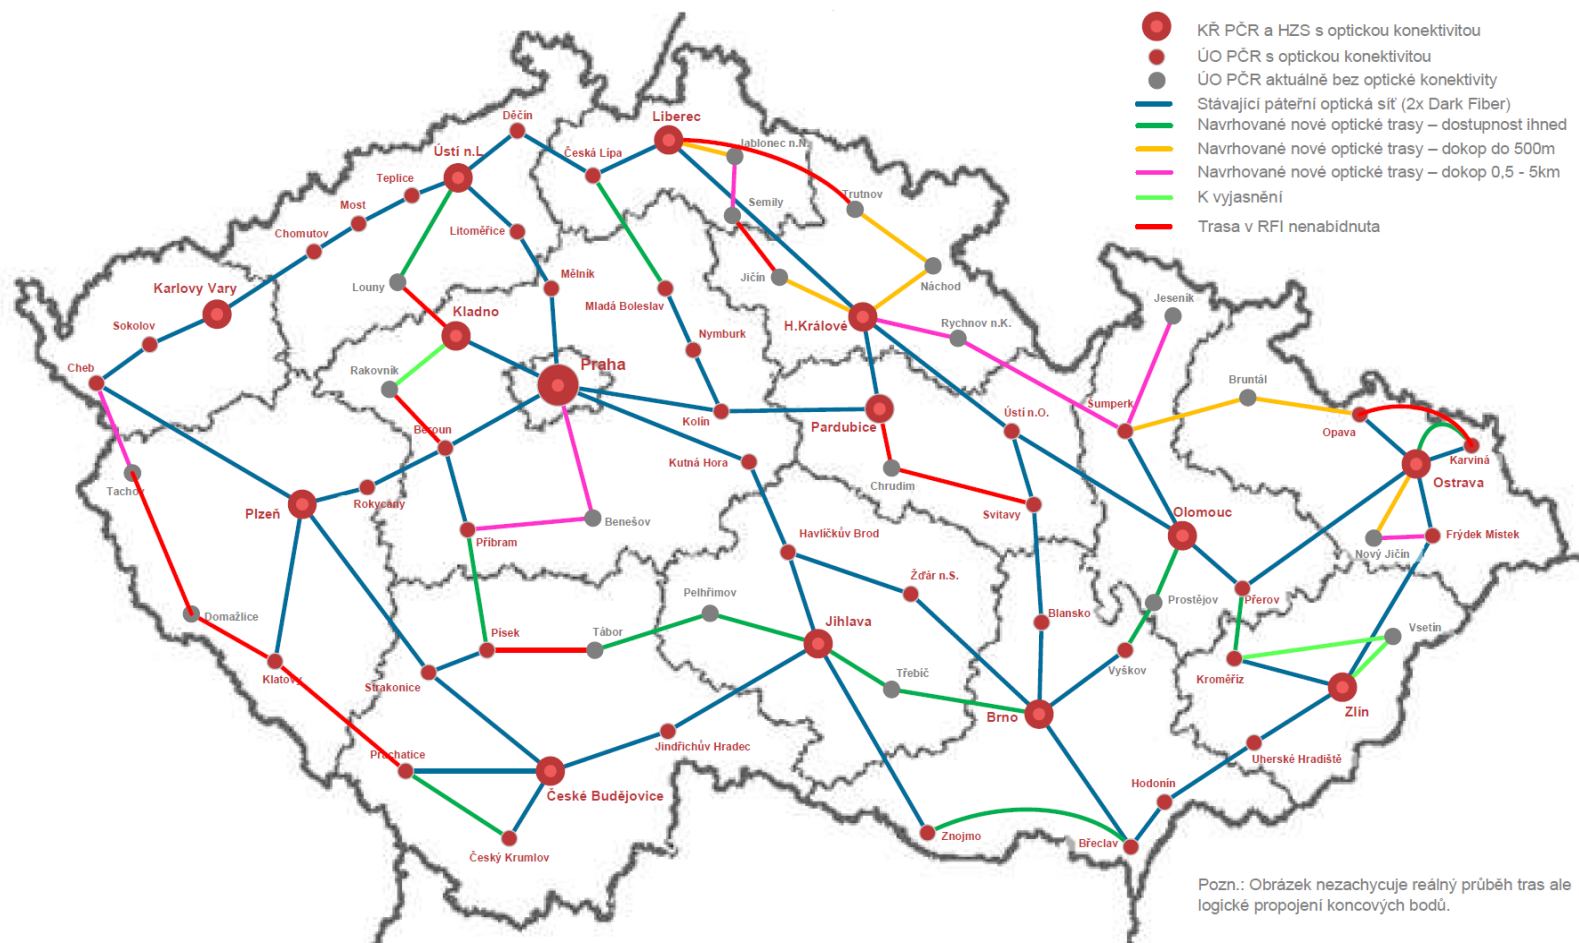 KŘ PČR a HZS s optickou konektivitou
ÚO PČR s optickou konektivitou
ÚO PČR aktuálně bez optické konektivity
Stávající páteřní optická síť (2x Dark Fiber)
Navrhované nové optické trasy – dostupnost ihned
Navrhované nové optické trasy – dokop do 500m
Navrhované nové optické trasy – dokop 0,5 - 5km
K vyjasnění
Trasa v RFI nenabídnuta
Děčín
Liberec
Jablonec n.N.
Ústí n.L
Česká Lípa
Teplice
Most
Trutnov
Semily
Chomutov
Litoměřice
Jičín
Mělník
Louny
Náchod
Karlovy Vary
Mladá Boleslav
Jeseník
Kladno
H.Králové
Rychnov n.K.
Sokolov
Nymburk
Cheb
Rakovník
Praha
Bruntál
Šumperk
Ústí n.O.
Kolín
Pardubice
Beroun
Opava
Karviná
Kutná Hora
Chrudim
Ostrava
Tachov
Rokycany
Plzeň
Svitavy
Olomouc
Benešov
Příbram
Havlíčkův Brod
Frýdek Místek
Nový Jičín
Žďár n.S.
Pelhřimov
Prostějov
Přerov
Domažlice
Blansko
Jihlava
Vsetín
Písek
Tábor
Klatovy
Strakonice
Třebíč
Vyškov
Kroměříz
Brno
Zlín
Prachatice
Jindřichův Hradec
Uherské Hradiště
České Budějovice
Hodonín
Znojmo
Břeclav
Český Krumlov
Pozn.: Obrázek nezachycuje reálný průběh tras ale
logické propojení koncových bodů.